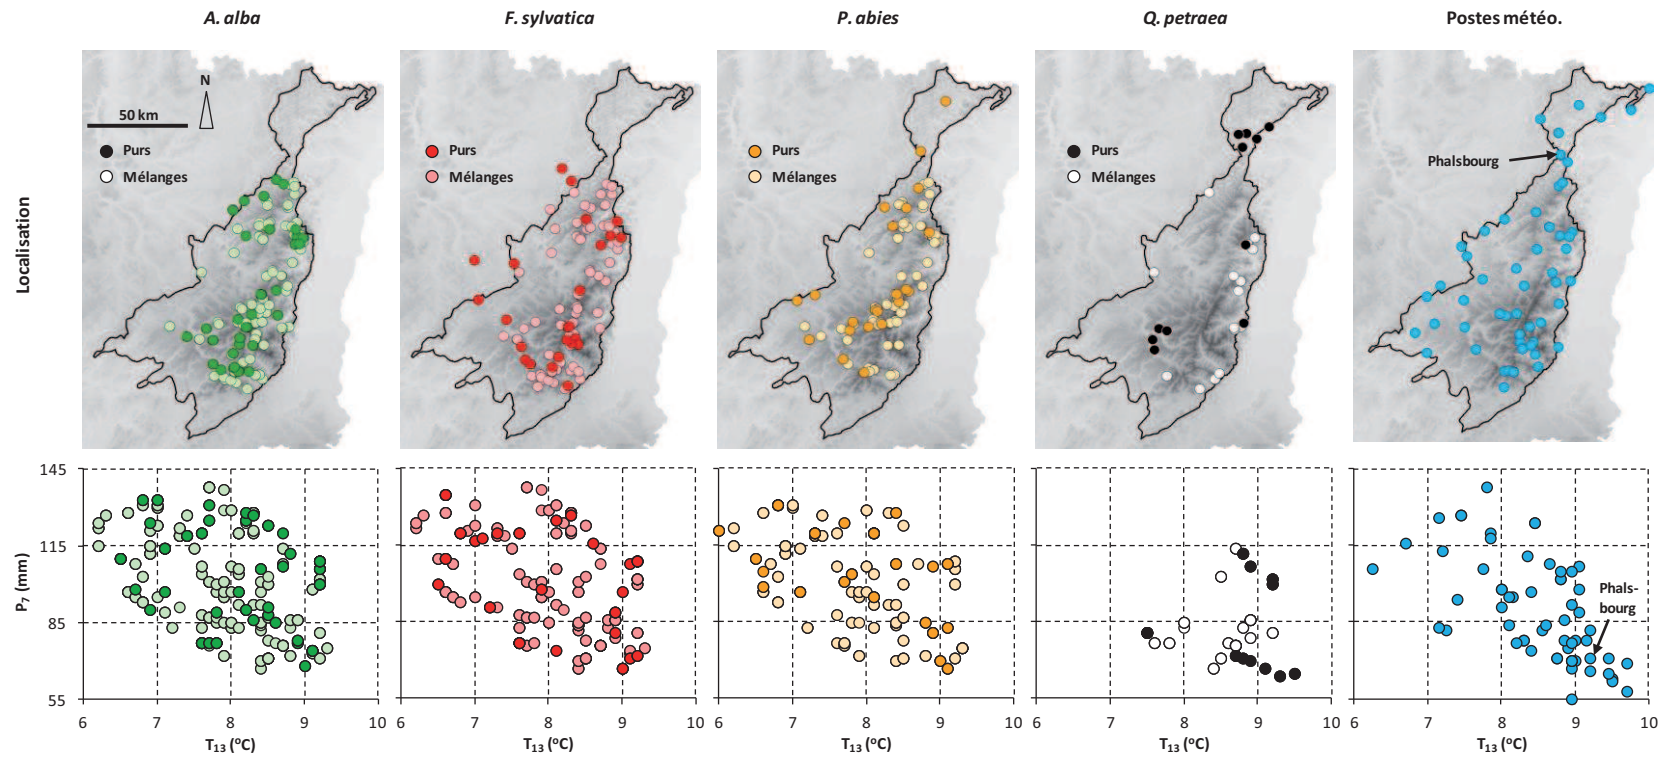 A. alba F. sylvatica P. abies Q. petraea Postes météo.
Localisation
N
50 km
Purs
Mélanges
Purs
Mélanges
Purs
Mélanges
Purs
Mélanges
Phalsbourg
P7 (mm)
145
115
85
55
6 7 8 9 10
T13 (°C)
6 7 8 9 10
T13 (°C)
6 7 8 9 10
T13 (°C)
6 7 8 9 10
T13 (°C)
Phals-
bourg
6 7 8 9 10
T13 (°C)